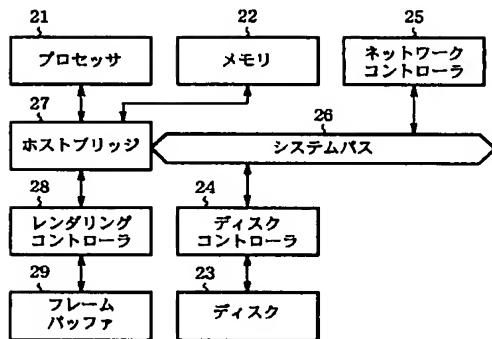 21
プロセッサ
22
メモリ
25
ネットワーク
コントローラ
27
ホストブリッジ
26
システムバス
28
レンダリング
コントローラ
24
ディスク
コントローラ
29
フレーム
バッファ
23
ディスク